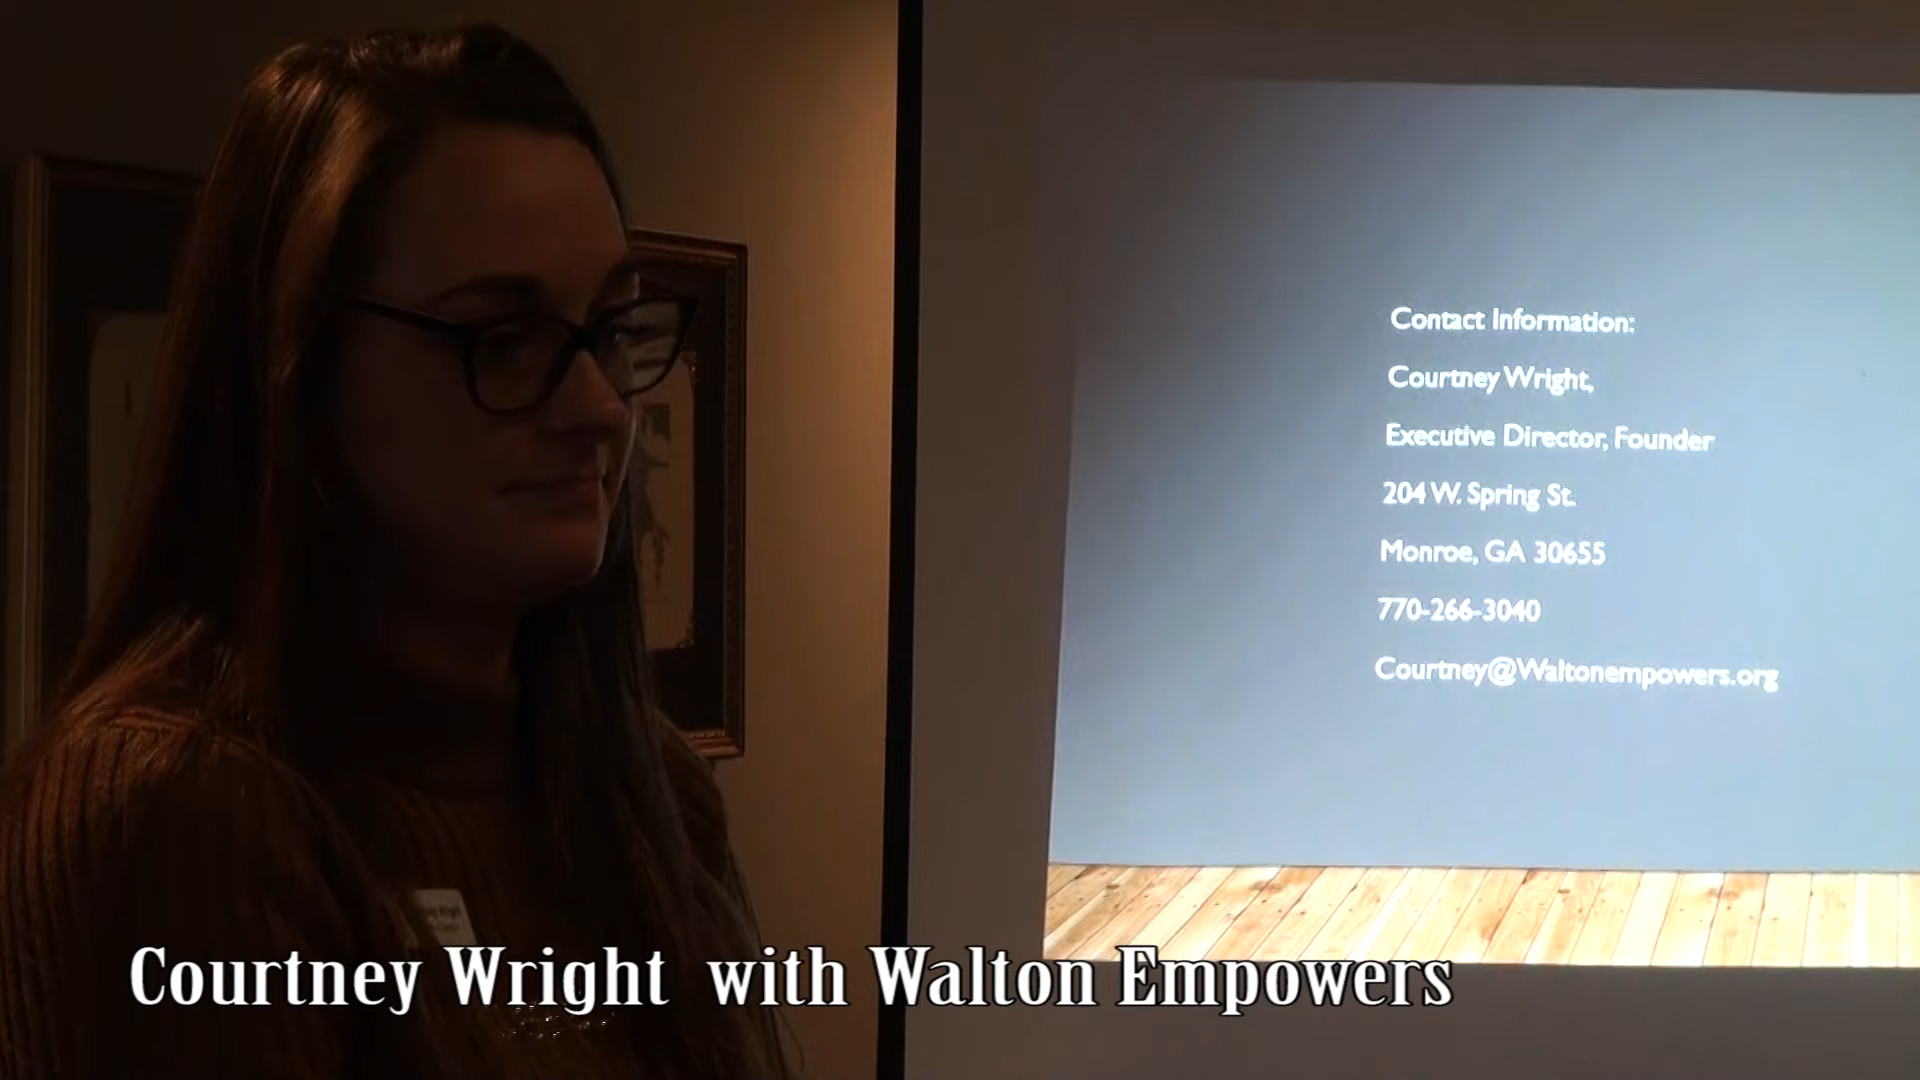 Contact Information:
Courtney Wright,
Executive Director, Founder
204 W. Spring St.
Monroe, GA 30655
770-266-3040
Courtney@Waltonempowers.org
Courtney Wright with Walton Empowers